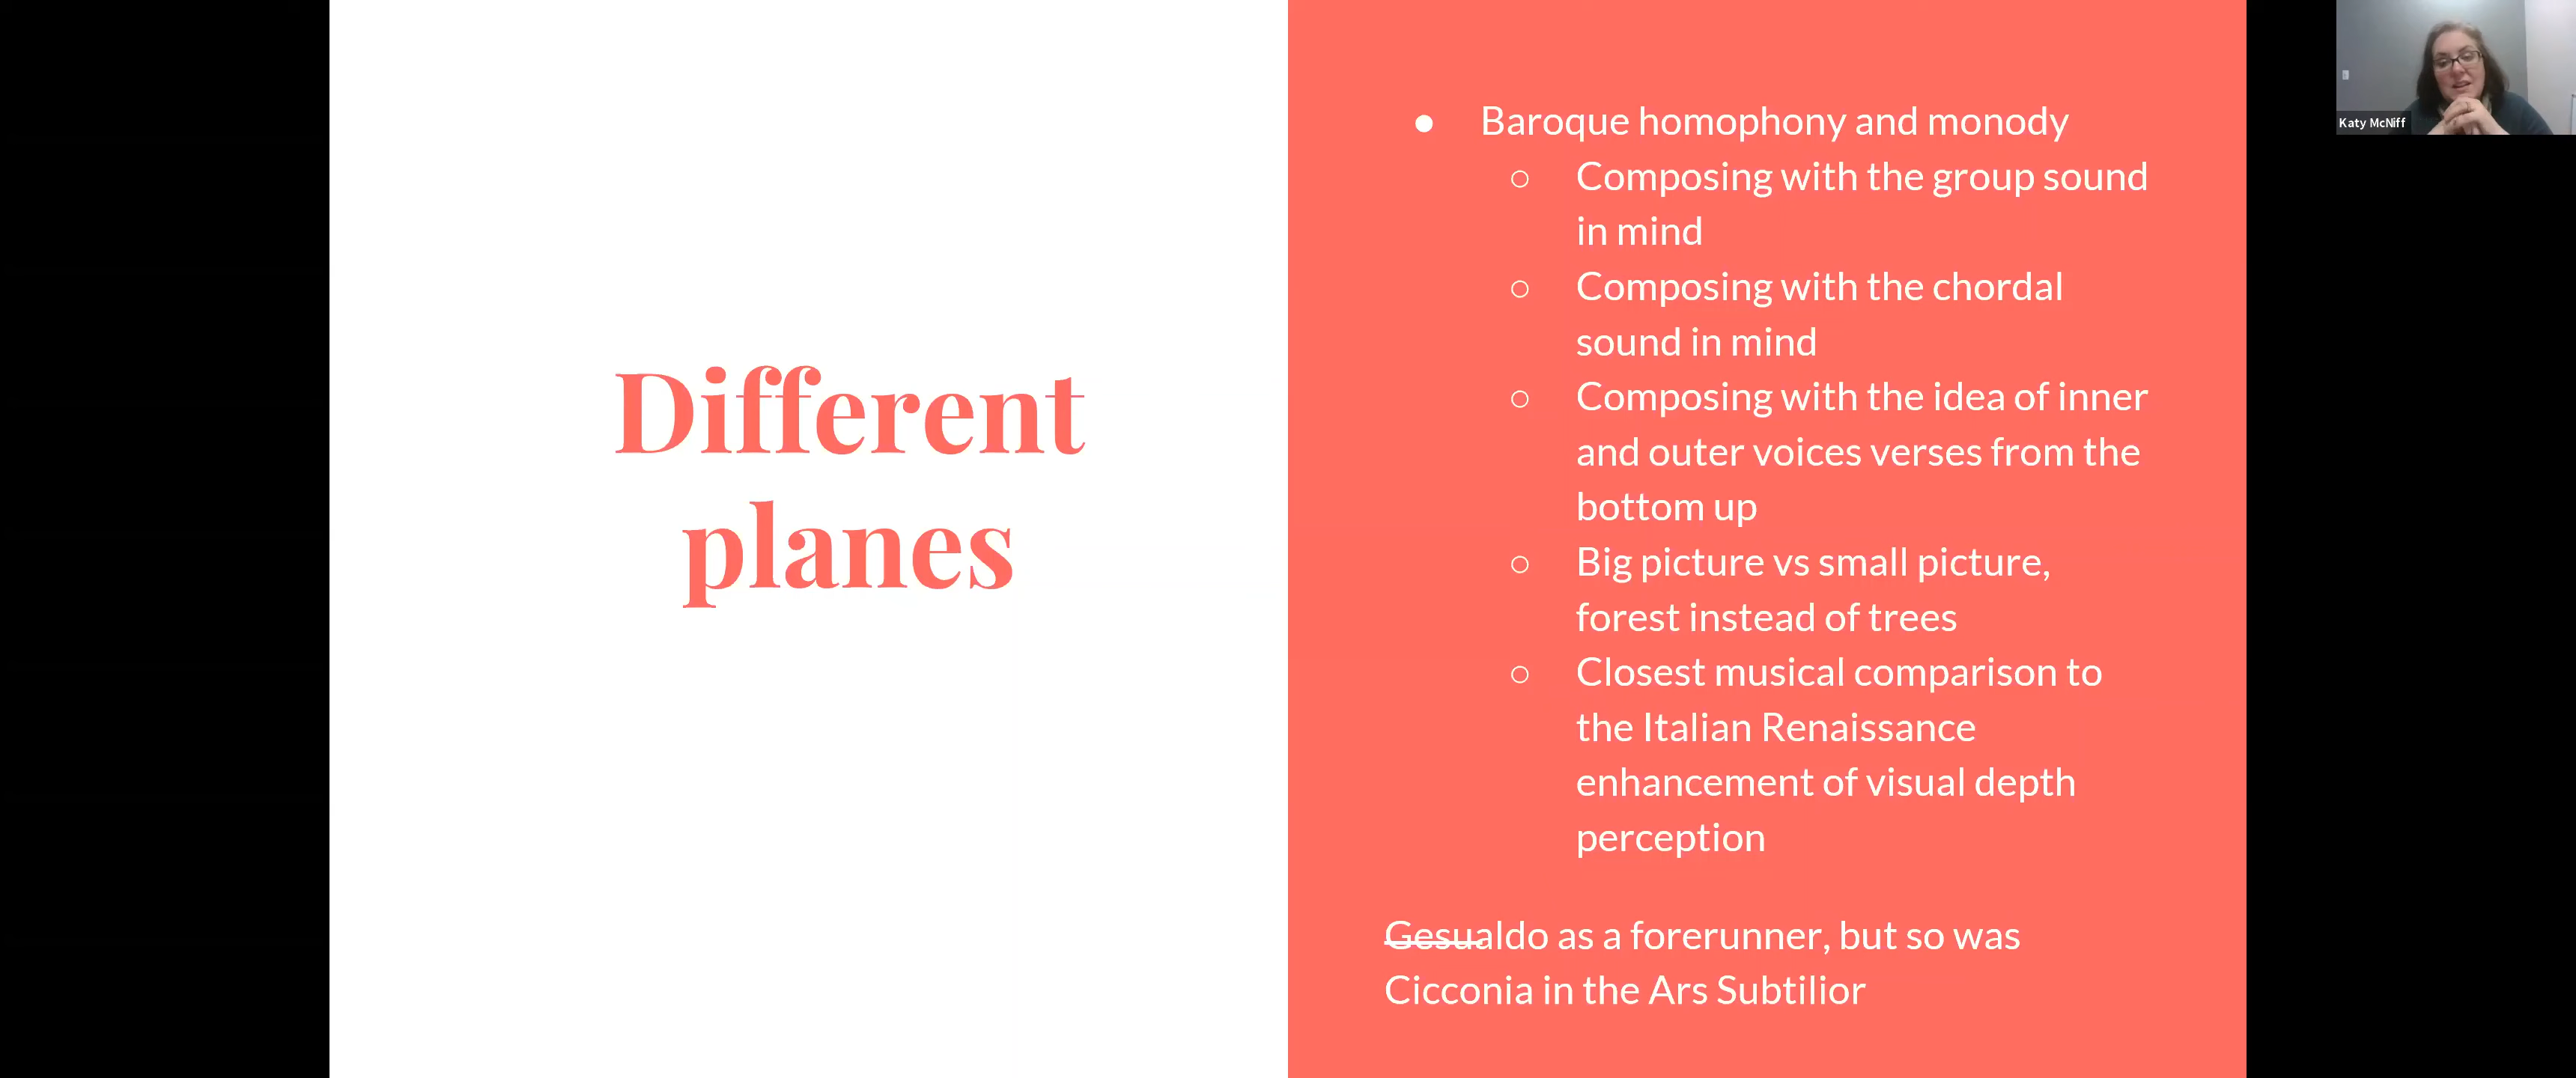 Different
planes
● Baroque homophony and monody
○ Composing with the group sound
in mind
○ Composing with the chordal
sound in mind
○ Composing with the idea of inner
and outer voices verses from the
bottom up
○ Big picture vs small picture,
forest instead of trees
○ Closest musical comparison to
the Italian Renaissance
enhancement of visual depth
perception
Gesualdo as a forerunner, but so was
Cicconia in the Ars Subtilior
Katy McNiff